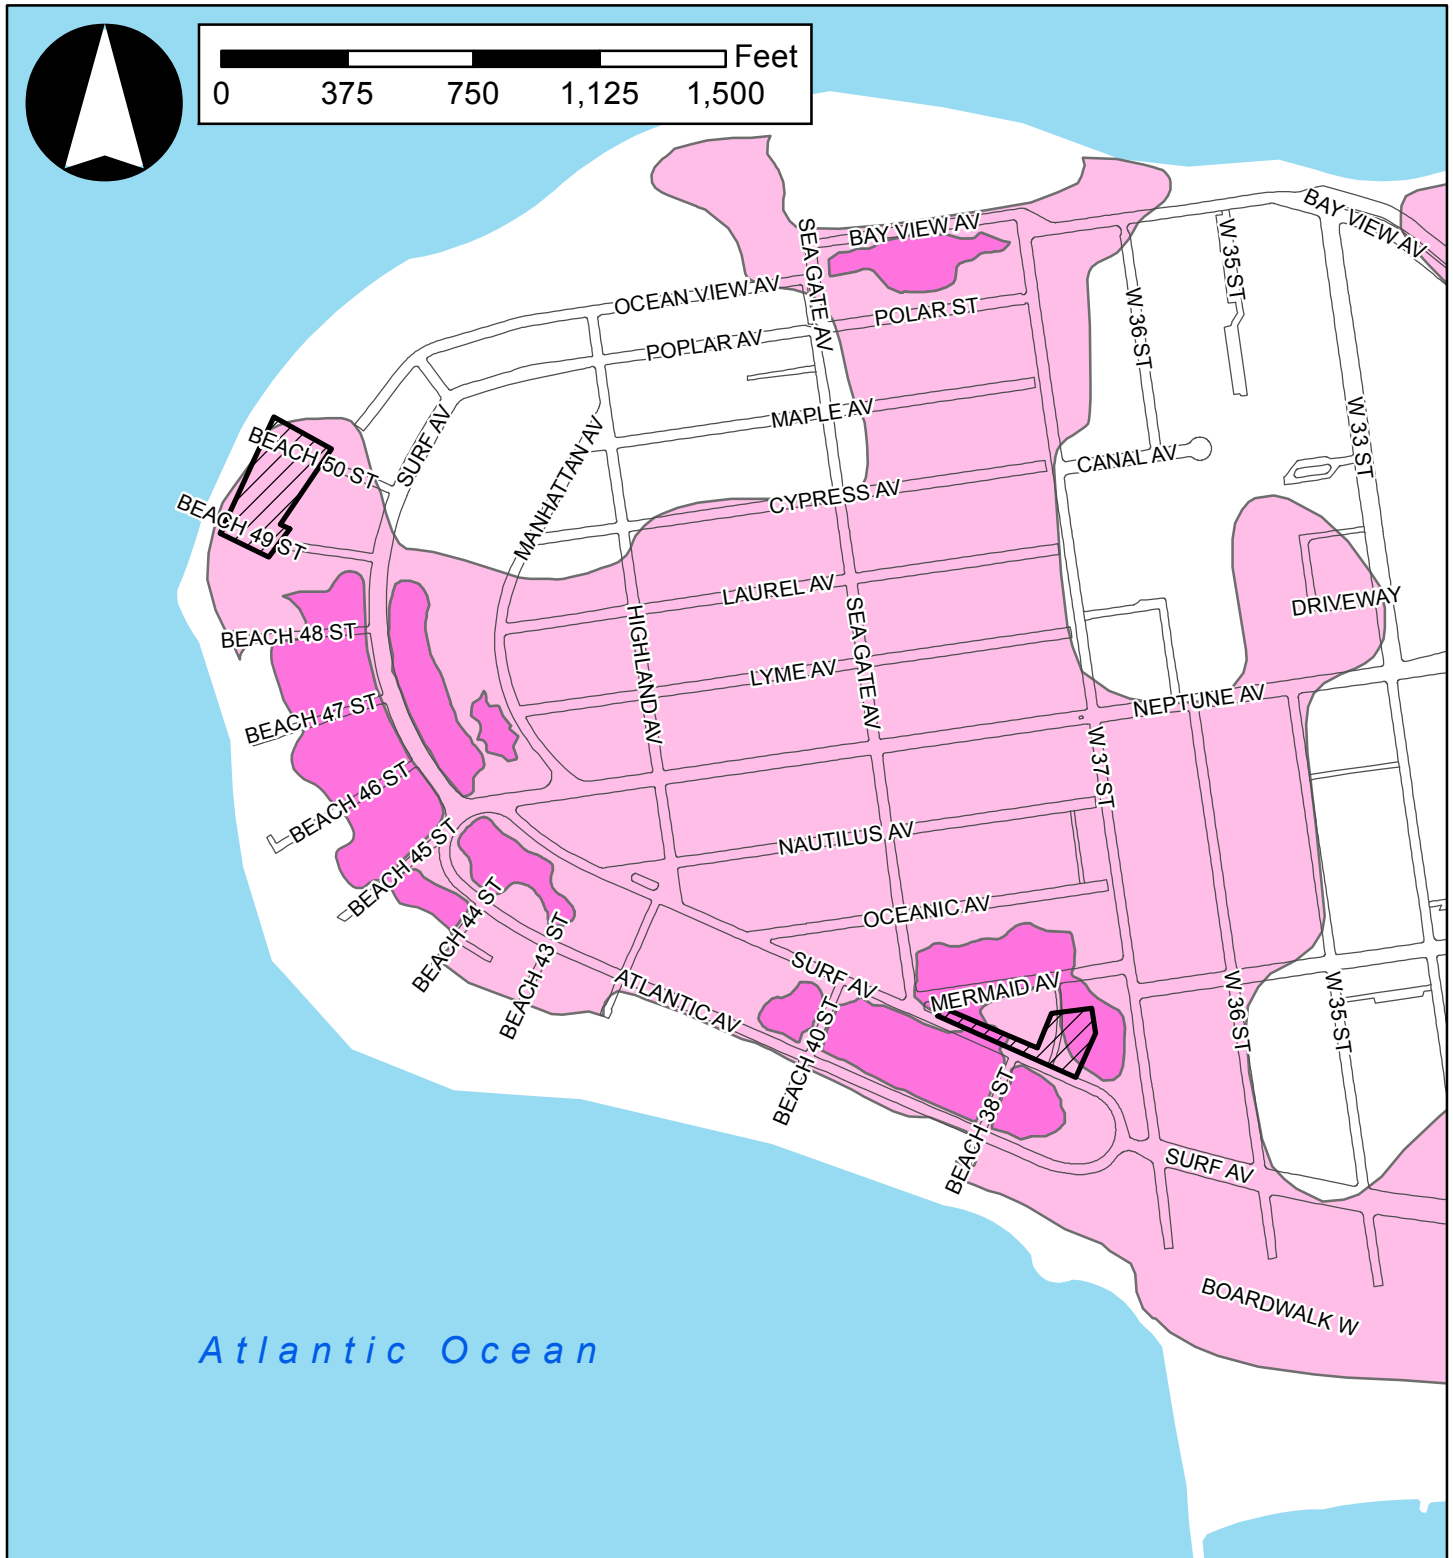 Feet
0 375 750 1,125 1,500
BAY VIEW AV
SEA GATE AV
BAY VIEW AV
W 35 ST
OCEAN VIEW AV
POLAR ST
W 36 ST
POPLAR AV
MAPLE AV
W 33 ST
SURF AV
MANHATTAN AV
CANAL AV
BEACH 50 ST
CYPRESS AV
BEACH 49 ST
LAUREL AV
DRIVEWAY
BEACH 48 ST
HIGHLAND AV
SEA GATE AV
LYME AV
NEPTUNE AV
BEACH 47 ST
W 37 ST
BEACH 46 ST
NAUTILUS AV
BEACH 45 ST
OCEANIC AV
BEACH 44 ST
BEACH 43 ST
SURF AV
MERMAID AV
ATLANTIC AV
W 36 ST
W 35 ST
BEACH 40 ST
BEACH 38 ST
SURF AV
BOARDWALK W
Atlantic Ocean